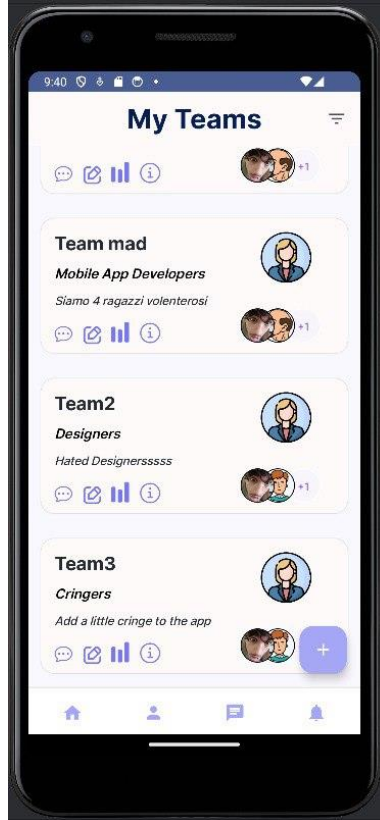 9:40
My Teams
+1
Team mad
Mobile App Developers
Siamo 4 ragazzi volenterosi
+1
Team2
Designers
Hated Designersssss
+1
Team3
Cringers
Add a little cringe to the app
+